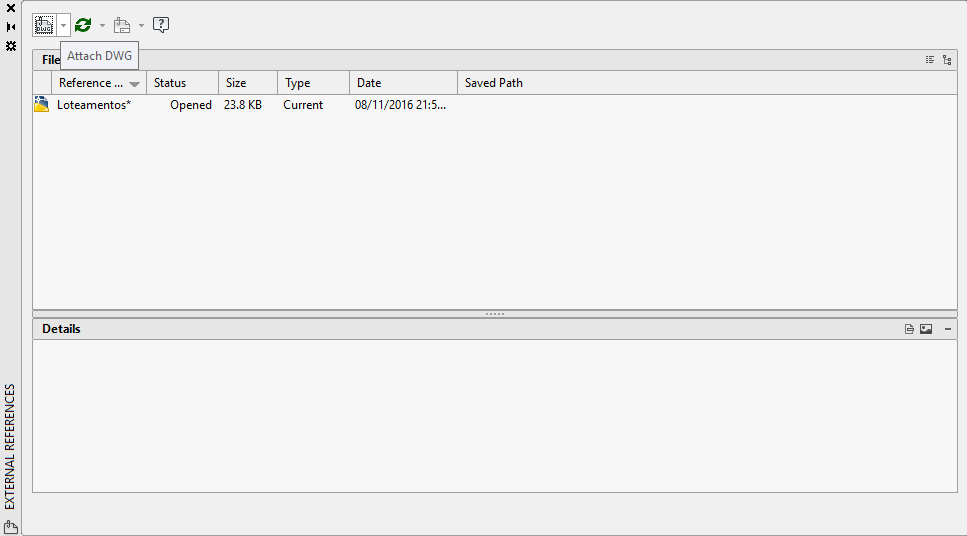 DWG
Attach DWG
File
Reference ... Status Size Type Date Saved Path
Loteamentos* Opened 23.8 KB Current 08/11/2016 21:5...
Details
EXTERNAL REFERENCES